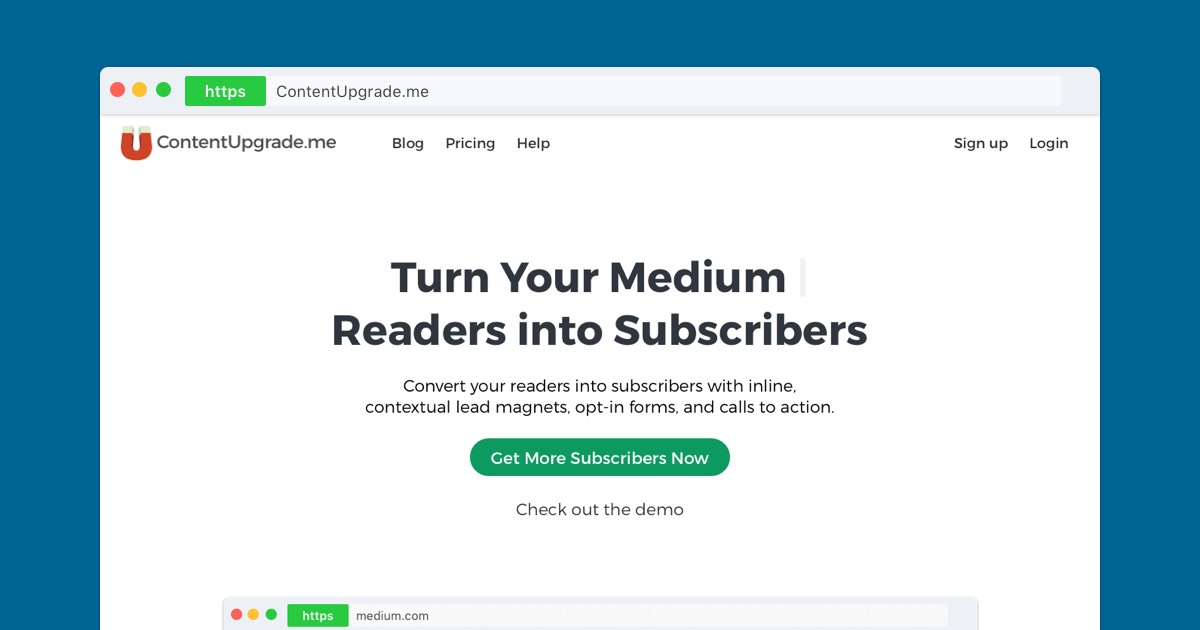 https ContentUpgrade.me
ContentUpgrade.me Blog Pricing Help Sign up Login
Turn Your Medium
Readers into Subscribers
Convert your readers into subscribers with inline,
contextual lead magnets, opt-in forms, and calls to action.
Get More Subscribers Now
Check out the demo
https medium.com